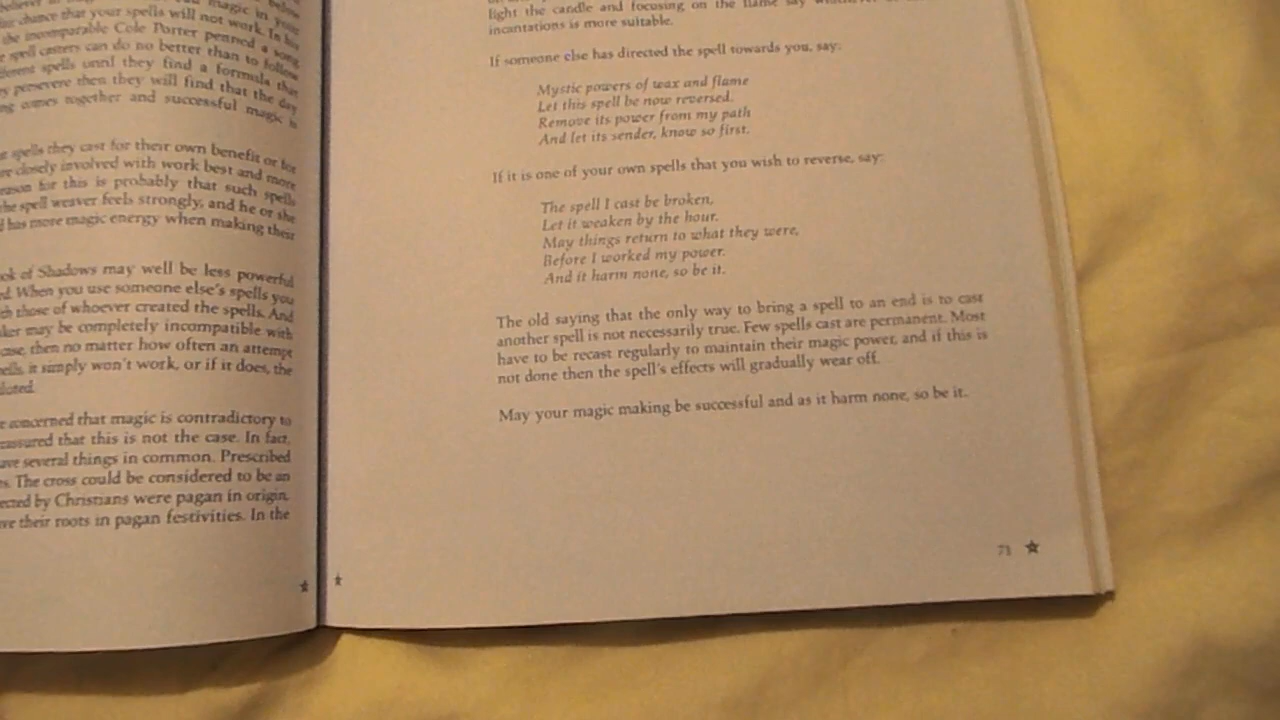 magic in your
chance that your spells will not work. In his
the incomparable Cole Porter penned a song
spell casters can do no better than to follow
different spells until they find a formula that
persevere then they will find that the day
comes together and successful magic is
spells they cast for their own benefit or for
closely involved with work best and more
reason for this is probably that such spells
the spell weaver feels strongly, and he or she
has more magic energy when making these
of Shadows may well be less powerful
When you use someone else's spells you
those of whoever created the spells. And
may be completely incompatible with
case, then no matter how often an attempt
it simply won't work, or if it does, the
concerned that magic is contradictory to
that this is not the case. In fact,
several things in common. Prescribed
The cross could be considered to be an
by Christians were pagan in origin,
their roots in pagan festivities. In the
light the candle and focusing on the flame say
incantations is more suitable.
If someone else has directed the spell towards you, say:
Mystic powers of wax and flame
Let this spell be now reversed.
Remove its power from my path
And let its sender, know so first.
If it is one of your own spells that you wish to reverse, say:
The spell I cast be broken,
Let it weaken by the hour.
May things return to what they were,
Before I worked my power.
And it harm none, so be it.
The old saying that the only way to bring a spell to an end is to cast
another spell is not necessarily true. Few spells cast are permanent. Most
have to be recast regularly to maintain their magic power, and if this is
not done then the spell's effects will gradually wear off.
May your magic making be successful and as it harm none, so be it.
71